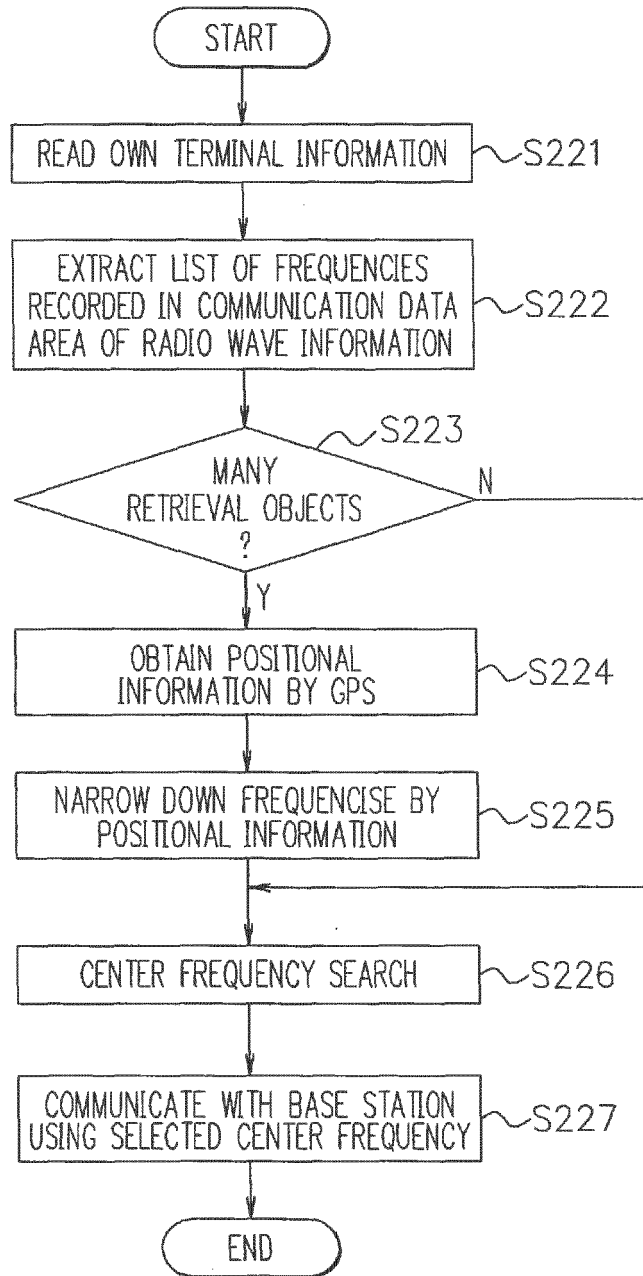 START
READ OWN TERMINAL INFORMATION
S221
EXTRACT LIST OF FREQUENCIES
RECORDED IN COMMUNICATION DATA
AREA OF RADIO WAVE INFORMATION
S222
S223
MANY
RETRIEVAL OBJECTS
?
N
Y
OBTAIN POSITIONAL
INFORMATION BY GPS
S224
NARROW DOWN FREQUENCISE BY
POSITIONAL INFORMATION
S225
CENTER FREQUENCY SEARCH
S226
COMMUNICATE WITH BASE STATION
USING SELECTED CENTER FREQUENCY
S227
END